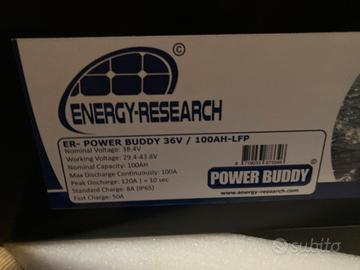 ©
ENERGY-RESEARCH
ER- POWER BUDDY 36V / 100AH-LFP
Nominal Voltage: 38.4V
Working Voltage: 29.4-43.8V
Nominal Capacity: 100AH
Max Discharge Continuously: 100A
Peak Discharge: 120A | < 10 sec
Standard Charge: 8A (IP65)
Fast Charge: 50A
POWER BUDDY
www.energy-research.com
subito